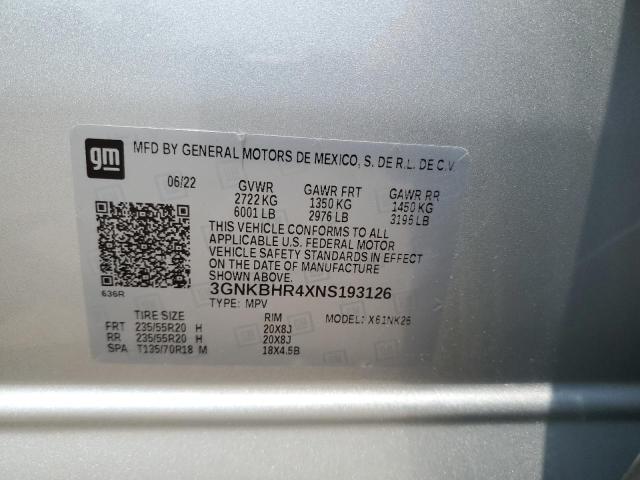 gm MFD BY GENERAL MOTORS DE MEXICO, S. DE R.L. DE C.V.
06/22 GVWR GAWR FRT GAWR RR
2722 KG 1350 KG 1450 KG
6001 LB 2976 LB 3195 LB
THIS VEHICLE CONFORMS TO ALL
APPLICABLE U.S. FEDERAL MOTOR
VEHICLE SAFETY STANDARDS IN EFFECT
ON THE DATE OF MANUFACTURE
SHOWN ABOVE.
636R
3GNKBHR4XNS193126
TYPE: MPV MODEL: X61NK26
TIRE SIZE RIM
FRT 235/55R20 H 20X8J
RR 235/55R20 H 20X8J
SPA T135/70R18 M 18X4.5B